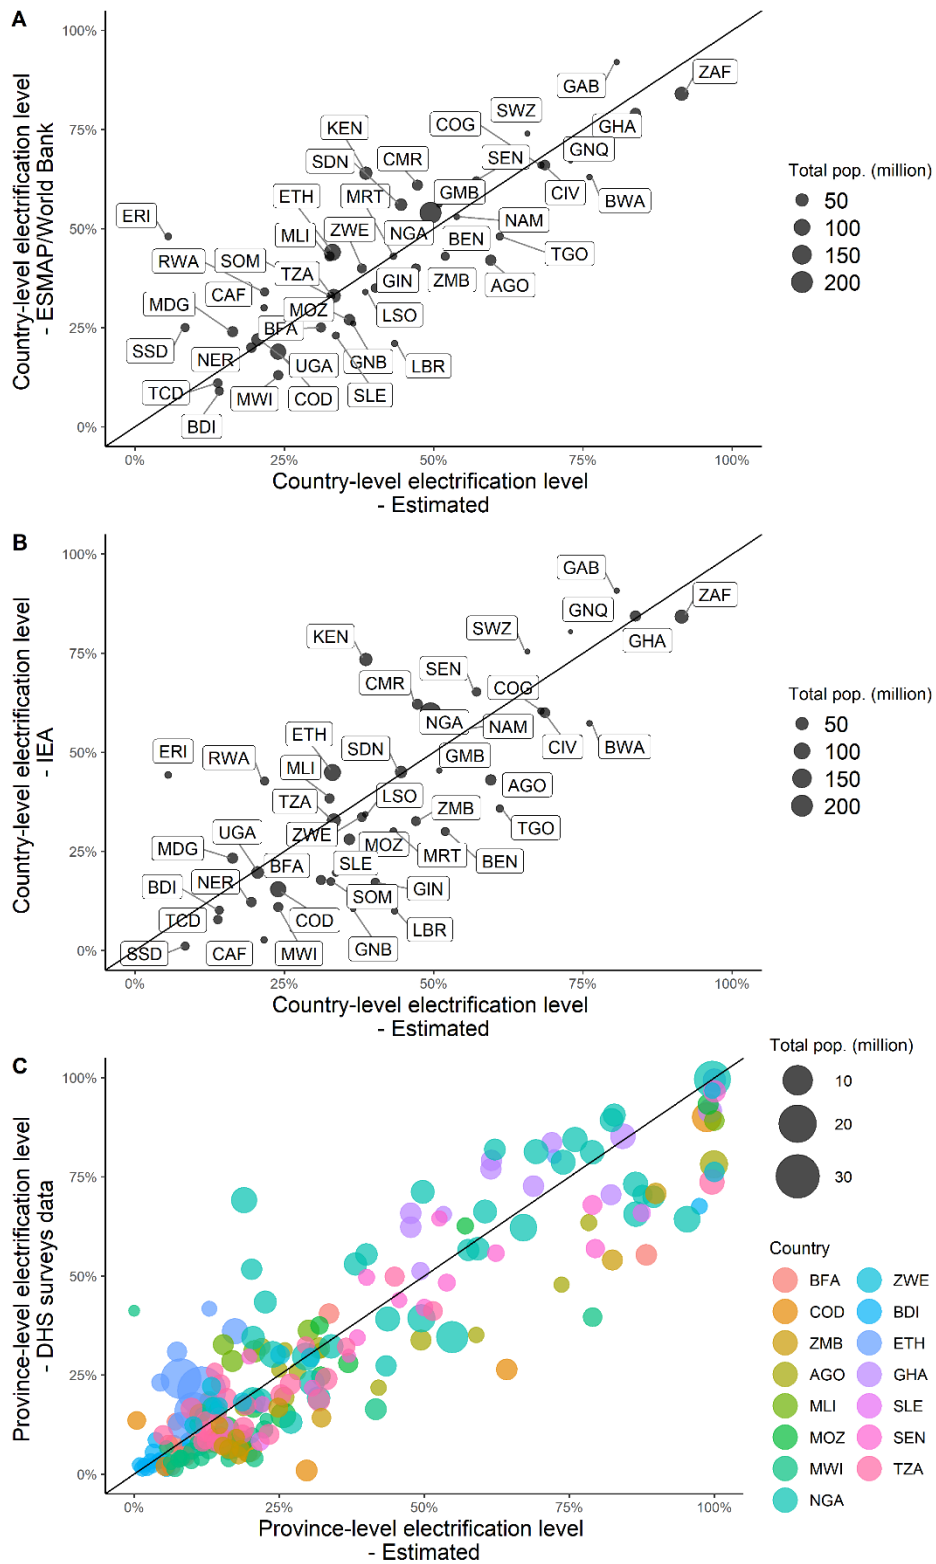 A
100%
75%
50%
25%
0%
Country-level electrification level
- ESMAP/World Bank
GAB
ZAF
SWZ
COG
GHA
KEN
GNQ
SDN
CMR
SEN
ETH
MRT
GMB
CIV
BWA
ERI
NAM
MLI
ZWE
NGA
BEN
TGO
RWA
SOM
TZA
GIN
ZMB
AGO
CAF
MDG
MOZ
LSO
BFA
SSD
NER
UGA
GNB
LBR
TCD
MWI
COD
SLE
BDI
0%
25%
50%
75%
100%
Country-level electrification level
- Estimated
Total pop. (million)
50
100
150
200
B
100%
75%
50%
25%
0%
Country-level electrification level
- IEA
GAB
ZAF
GNQ
SWZ
GHA
KEN
SEN
CMR
COG
NGA
NAM
ETH
CIV
BWA
ERI
RWA
SDN
GMB
MLI
AGO
TZA
LSO
ZMB
TGO
UGA
ZWE
MOZ
MRT
BEN
MDG
BFA
SLE
BDI
NER
SOM
GIN
TCD
COD
LBR
SSD
CAF
MWI
GNB
0%
25%
50%
75%
100%
Country-level electrification level
- Estimated
Total pop. (million)
50
100
150
200
C
100%
75%
50%
25%
0%
Province-level electrification level
- DHS surveys data
0%
25%
50%
75%
100%
Province-level electrification level
- Estimated
Total pop. (million)
10
20
30
Country
BFA
COD
ZMB
AGO
MLI
MOZ
MWI
NGA
ZWE
BDI
ETH
GHA
SLE
SEN
TZA